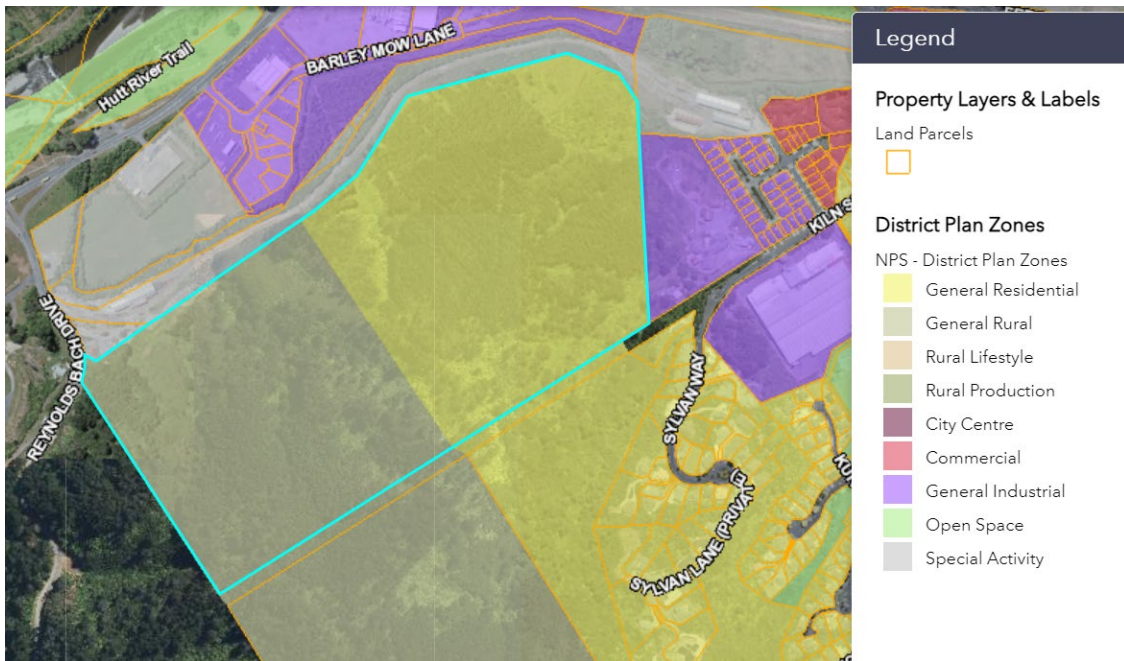 Hutt River Trail
BARLEY MOW LANE
KILN S
REYNOLDS BACH DRIVE
SYLVAN WAY
SYLVAN LANE (PRIVATE)
Legend
Property Layers & Labels
Land Parcels
District Plan Zones
NPS - District Plan Zones
General Residential
General Rural
Rural Lifestyle
Rural Production
City Centre
Commercial
General Industrial
Open Space
Special Activity